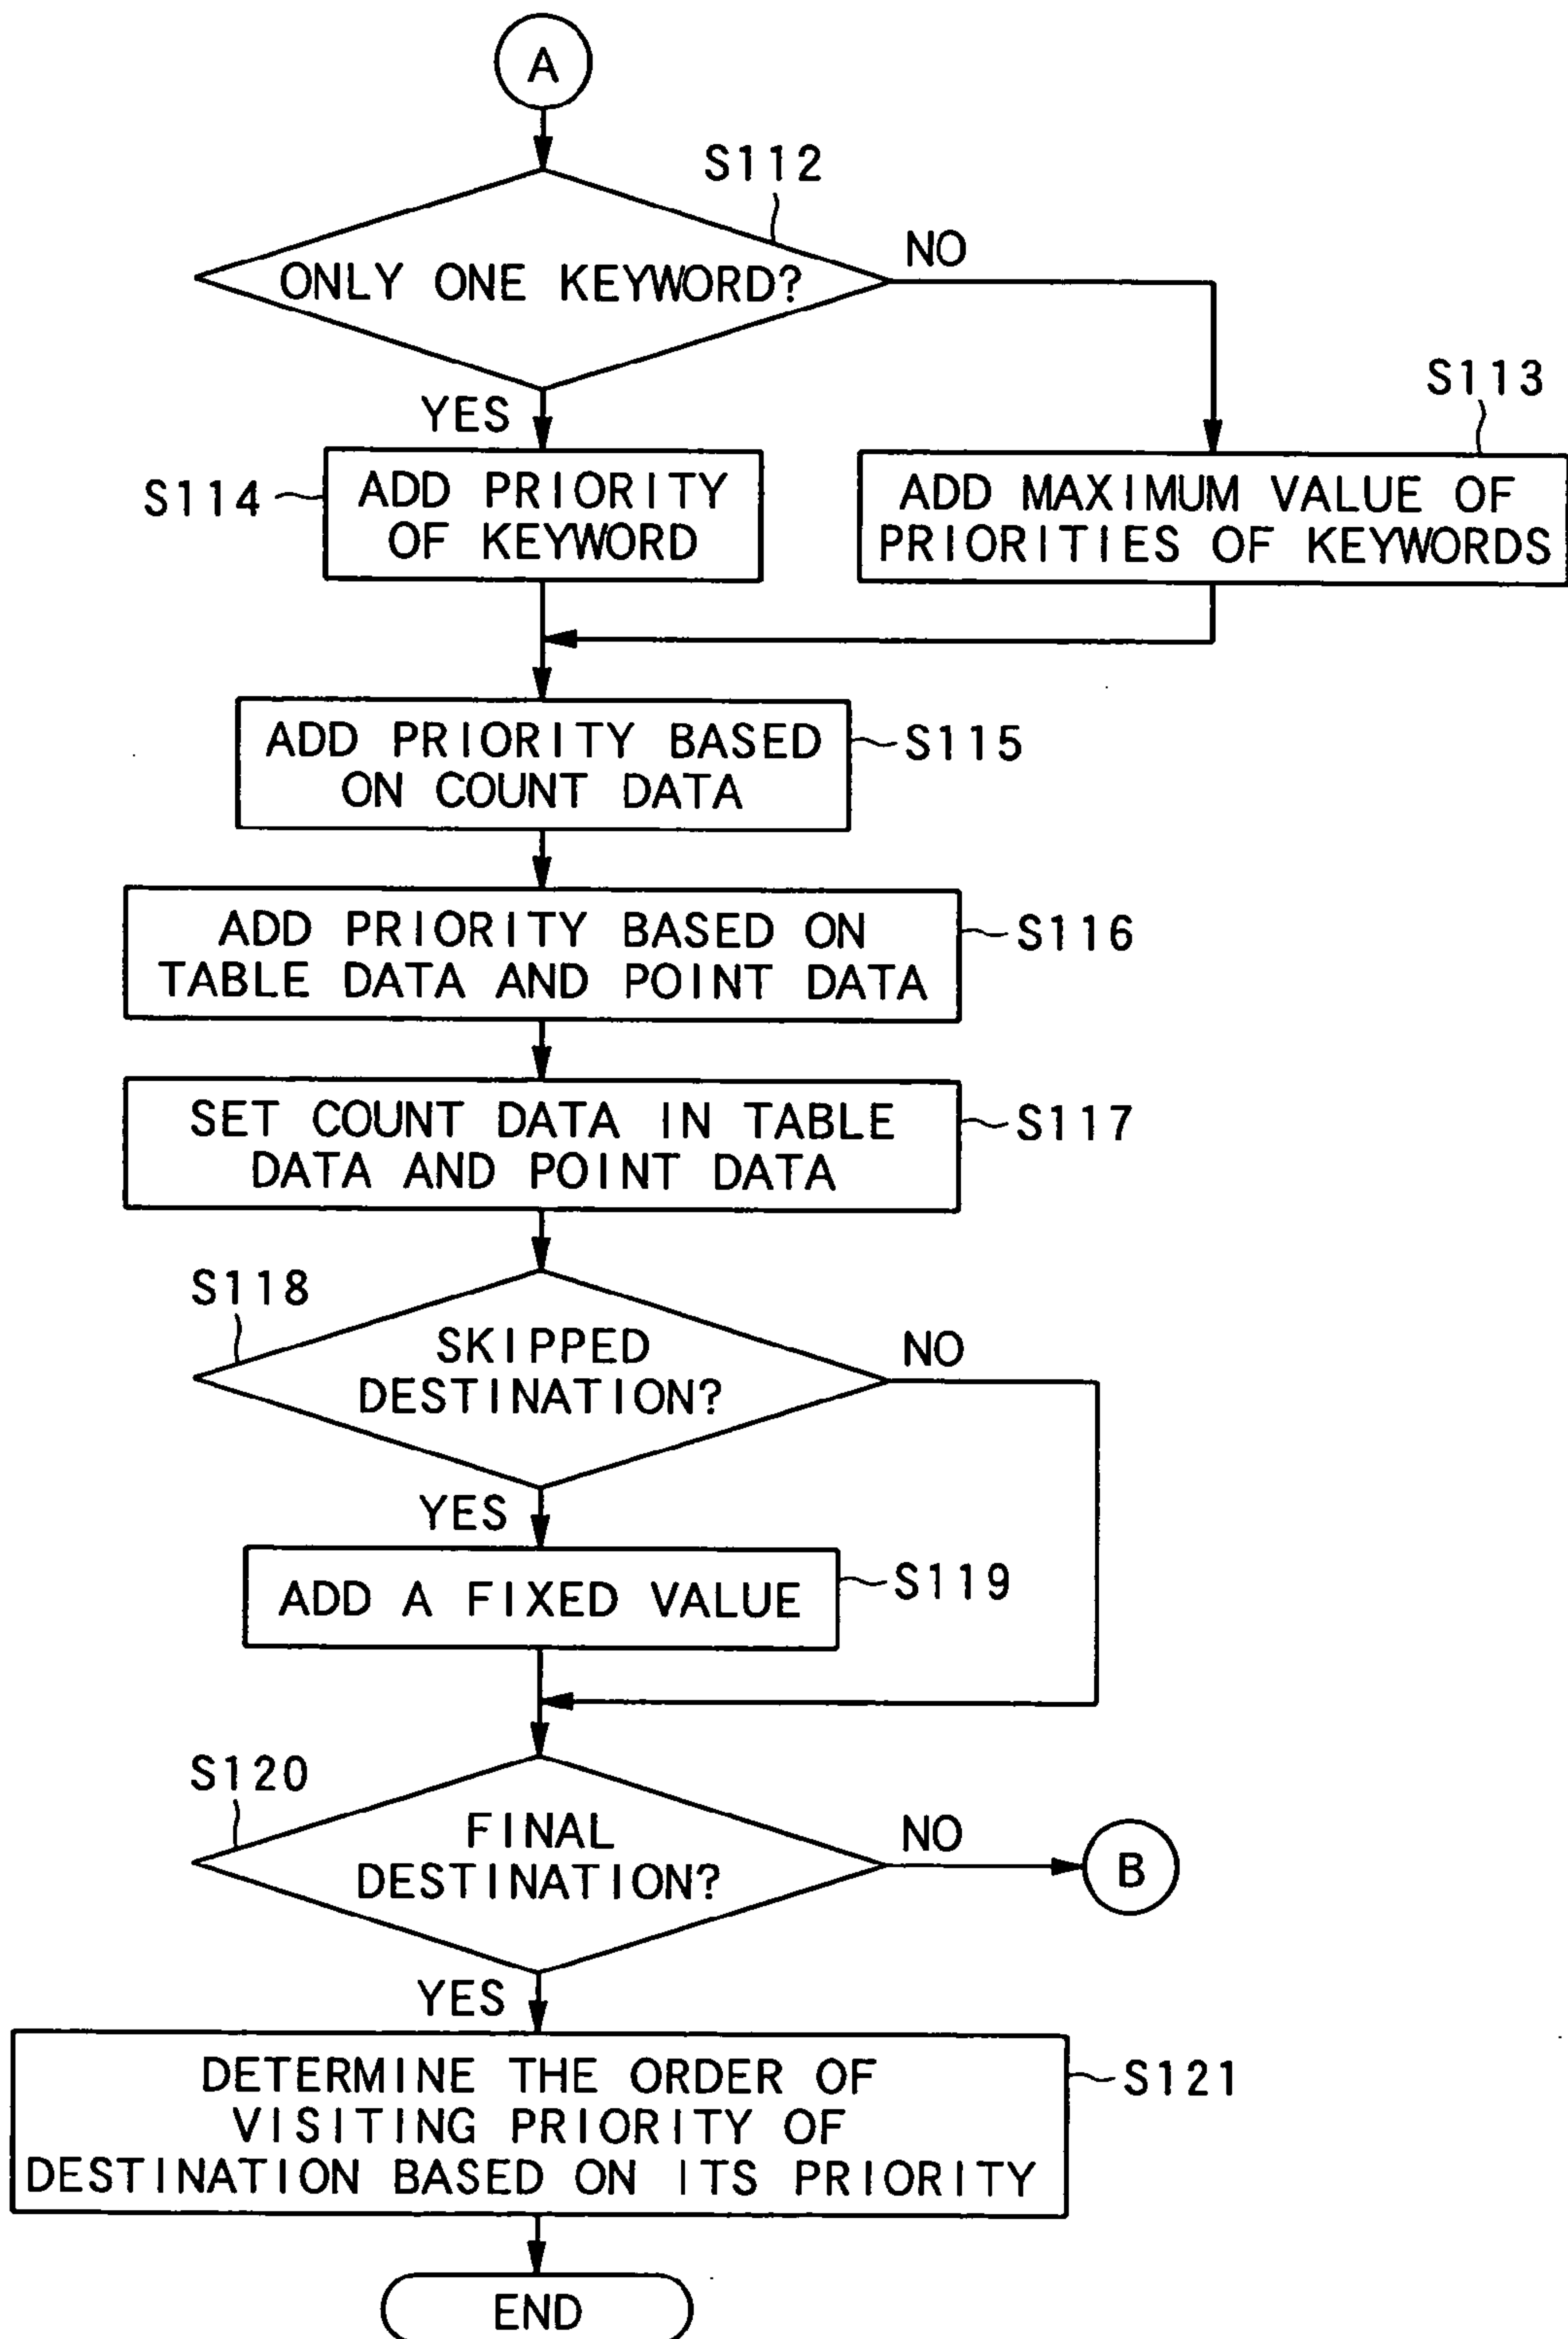 A
S112
ONLY ONE KEYWORD?
NO
YES
S113
S114
ADD PRIORITY
OF KEYWORD
ADD MAXIMUM VALUE OF
PRIORITIES OF KEYWORDS
ADD PRIORITY BASED
ON COUNT DATA
S115
ADD PRIORITY BASED ON
TABLE DATA AND POINT DATA
S116
SET COUNT DATA IN TABLE
DATA AND POINT DATA
S117
S118
SKIPPED
DESTINATION?
NO
YES
ADD A FIXED VALUE
S119
S120
FINAL
DESTINATION?
NO
B
YES
DETERMINE THE ORDER OF
VISITING PRIORITY OF
DESTINATION BASED ON ITS PRIORITY
S121
END